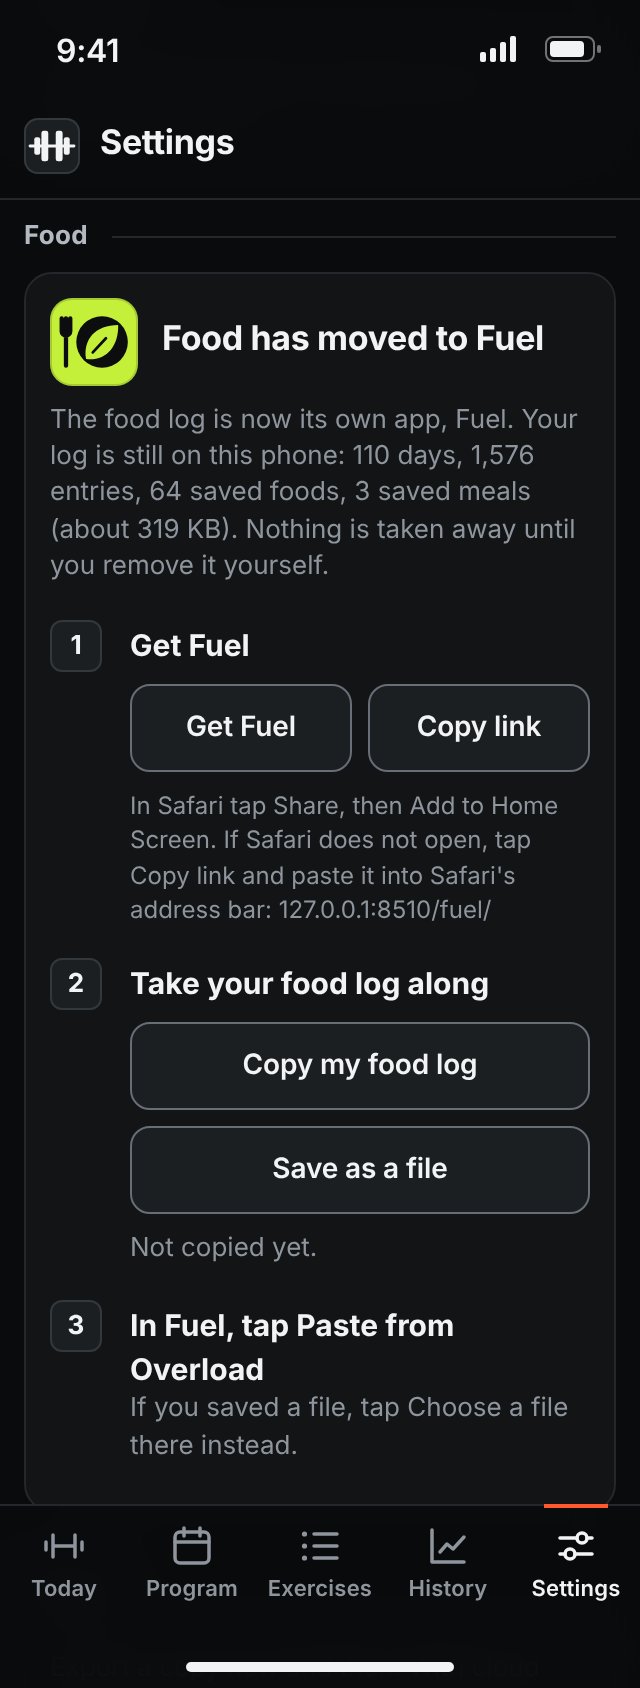 9:41
Settings
Food
Food has moved to Fuel
The food log is now its own app, Fuel. Your
log is still on this phone: 110 days, 1,576
entries, 64 saved foods, 3 saved meals
(about 319 KB). Nothing is taken away until
you remove it yourself.
1
Get Fuel
Get Fuel
Copy link
In Safari tap Share, then Add to Home
Screen. If Safari does not open, tap
Copy link and paste it into Safari's
address bar: 127.0.0.1:8510/fuel/
2
Take your food log along
Copy my food log
Save as a file
Not copied yet.
3
In Fuel, tap Paste from
Overload
If you saved a file, tap Choose a file
there instead.
Today
Program
Exercises
History
Settings